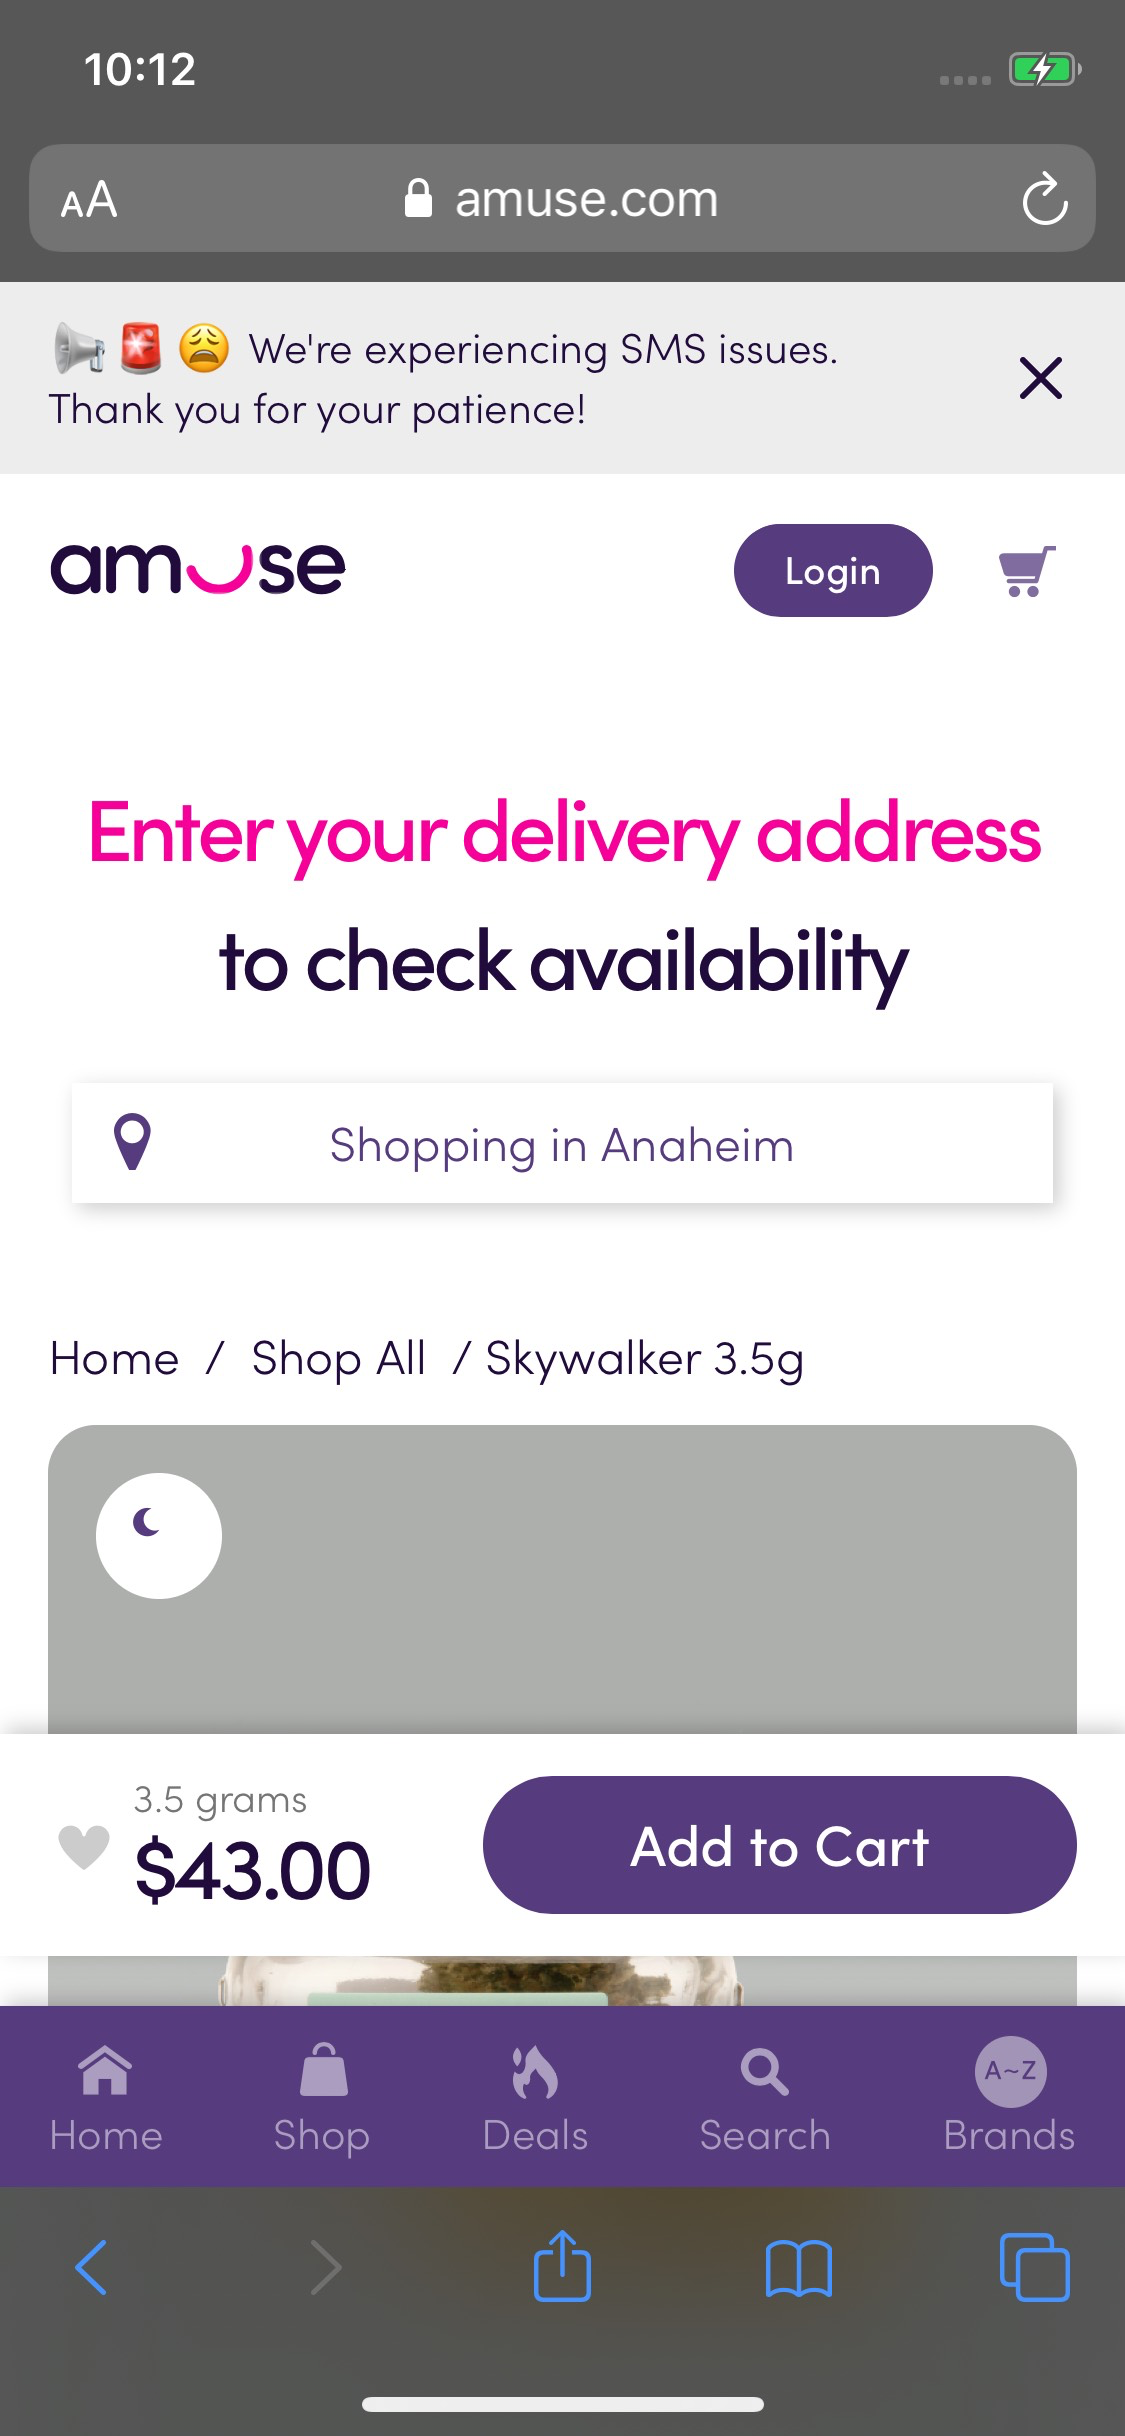 10:12
AA amuse.com
📢🚨😩 We're experiencing SMS issues.
Thank you for your patience!
amuse
Login
Enter your delivery address
to check availability
Shopping in Anaheim
Home / Shop All / Skywalker 3.5g
3.5 grams
$43.00
Add to Cart
A~Z
Home Shop Deals Search Brands